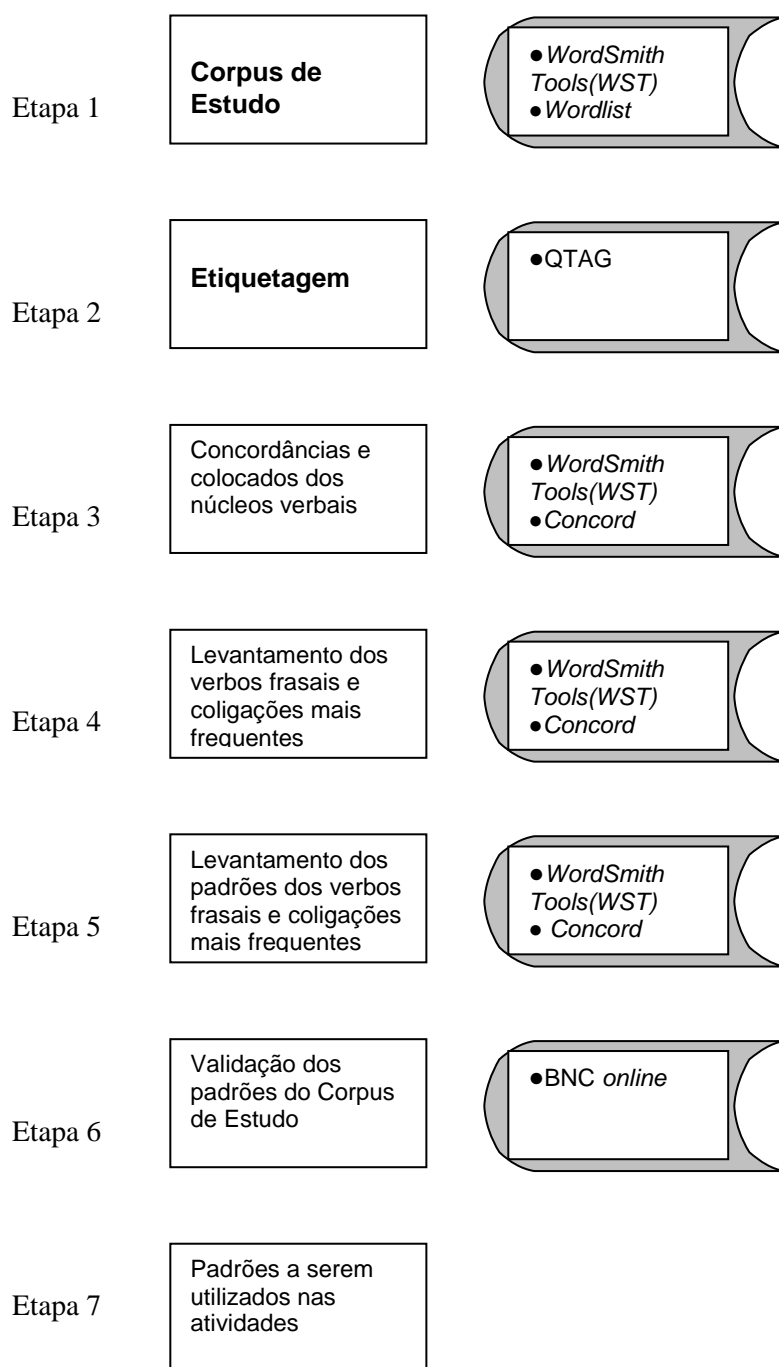 Etapa 1
Corpus de
Estudo
●WordSmith
Tools(WST)
●Wordlist
Etapa 2
Etiquetagem
●QTAG
Etapa 3
Concordâncias e
colocados dos
núcleos verbais
●WordSmith
Tools(WST)
●Concord
Etapa 4
Levantamento dos
verbos frasais e
coligações mais
frequentes
●WordSmith
Tools(WST)
●Concord
Etapa 5
Levantamento dos
padrões dos verbos
frasais e coligações
mais frequentes
●WordSmith
Tools(WST)
● Concord
Etapa 6
Validação dos
padrões do Corpus
de Estudo
●BNC online
Etapa 7
Padrões a serem
utilizados nas
atividades